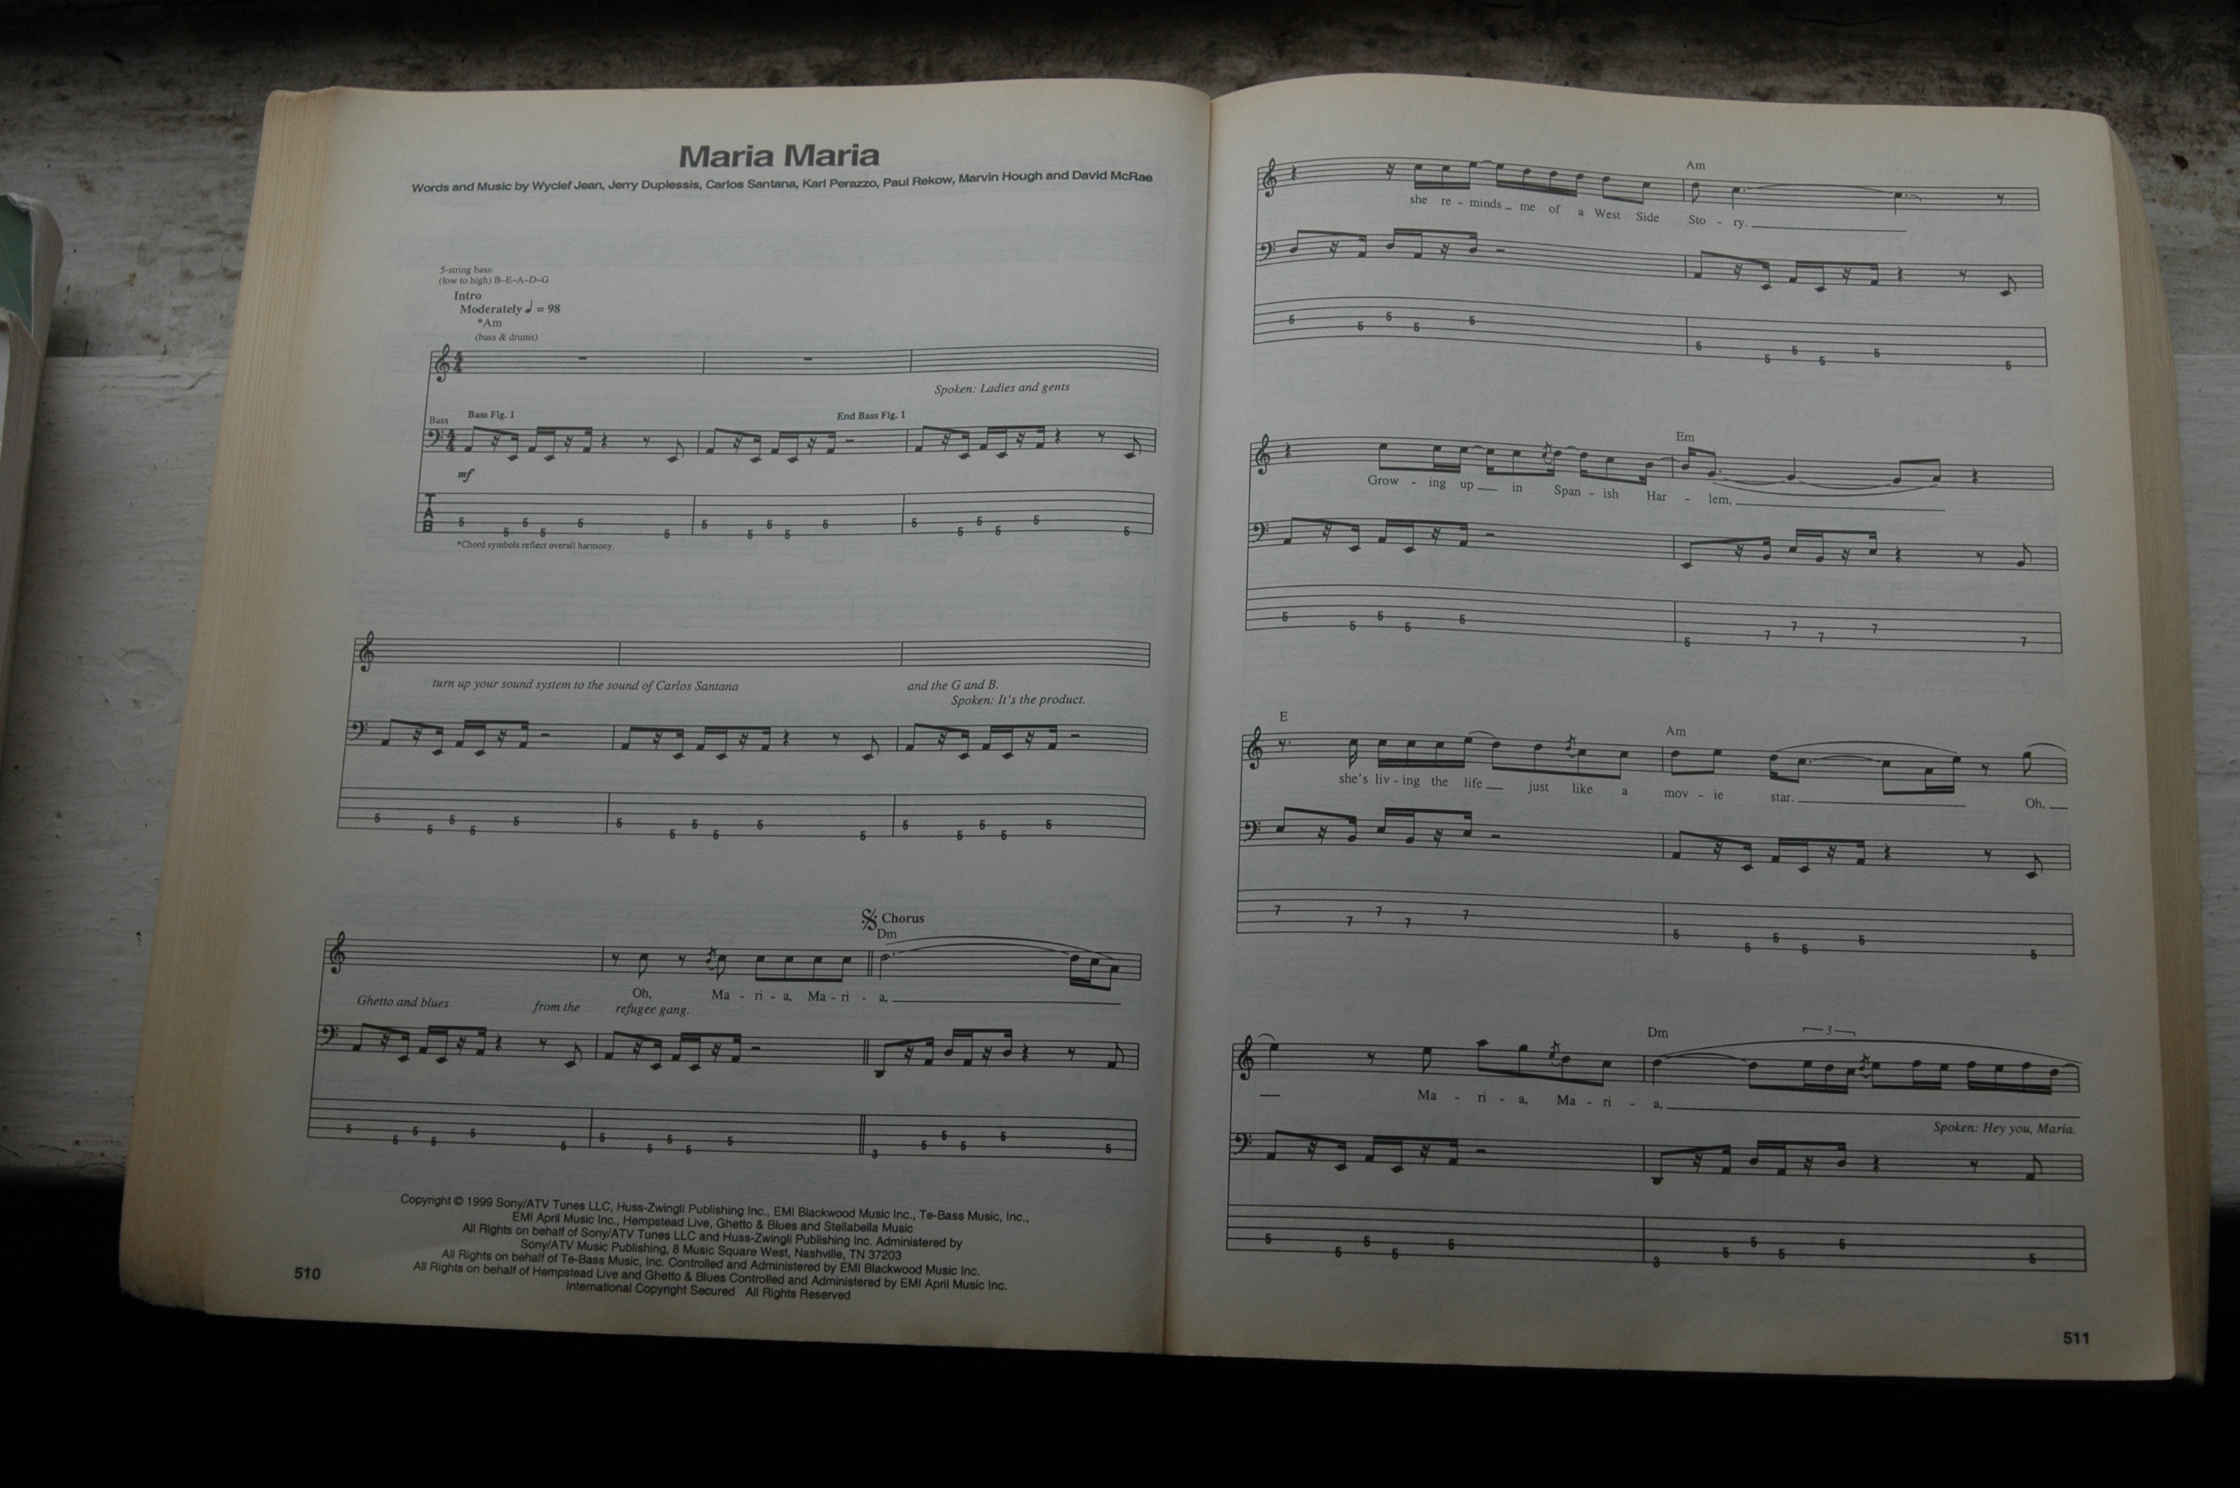 Maria Maria
Words and Music by Wyclef Jean, Jerry Duplessis, Carlos Santana, Karl Perazzo, Paul Rekow, Marvin Hough and David McRae
5-string bass:
(low to high) B–E–A–D–G
Intro
Moderately ♩ = 98
*Am
(bass & drums)
4 4
Spoken: Ladies and gents
Bass
Bass Fig. 1
End Bass Fig. 1
4 4
mf
T A B
5 5 5 5 5 5 5 5 5 5 5 5 5 5 5 5 5
*Chord symbols reflect overall harmony.
turn up your sound system to the sound of Carlos Santana
and the G and B.
Spoken: It's the product.
5 5 5 5 5 5 5 5 5 5 5 5 5 5 5 5
Chorus
Dm
Oh, Ma - ri - a, Ma - ri - a,
Ghetto and blues from the refugee gang.
5 5 5 5 5 5 5 5 5 5 5 3 5 5 5 5 5
Copyright © 1999 Sony/ATV Tunes LLC, Huss-Zwingli Publishing Inc., EMI Blackwood Music Inc., Te-Bass Music, Inc.,
EMI April Music Inc., Hempstead Live, Ghetto & Blues and Stellabella Music
All Rights on behalf of Sony/ATV Tunes LLC and Huss-Zwingli Publishing Inc. Administered by
Sony/ATV Music Publishing, 8 Music Square West, Nashville, TN 37203
All Rights on behalf of Te-Bass Music, Inc. Controlled and Administered by EMI Blackwood Music Inc.
All Rights on behalf of Hempstead Live and Ghetto & Blues Controlled and Administered by EMI April Music Inc.
International Copyright Secured All Rights Reserved
510
Am
she re - minds me of a West Side Sto - ry.
5 5 5 5 5 5 5 5 5 5 5
Em
Grow - ing up in Span - ish Har - lem,
5 5 5 5 5 5 7 7 7 7 7
E
Am
she's liv - ing the life just like a mov - ie star. Oh,
7 7 7 7 7 5 5 5 5 5 5
Dm
3
Ma - ri - a, Ma - ri - a,
Spoken: Hey you, Maria.
5 5 5 5 5 3 5 5 5 5 5
511